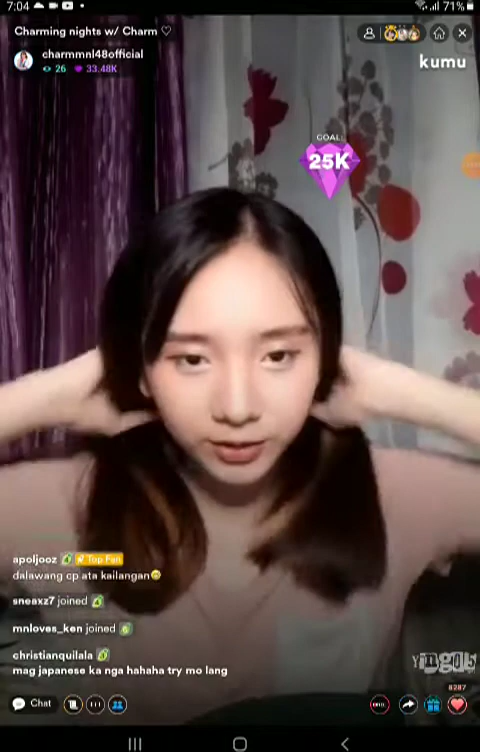 7:04
71%
Charming nights w/ Charm ♡
charmmnl48official
26 33.48K
kumu
GOAL:
25K
apoljooz Top Fan
dalawang cp ata kailangan😅
sneaxz7 joined
mnloves_ken joined
christianquilala
mag japanese ka nga hahaha try mo lang
Chat
8287